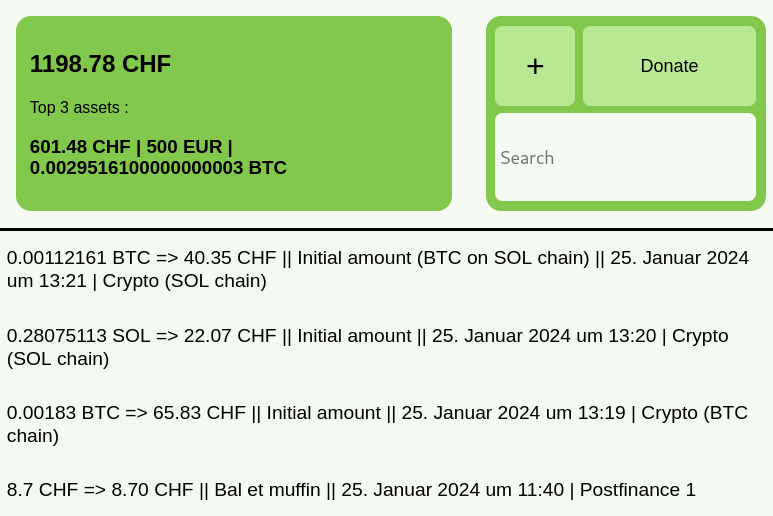 1198.78 CHF
Top 3 assets :
601.48 CHF | 500 EUR |
0.0029516100000000003 BTC
+
Donate
Search
0.00112161 BTC => 40.35 CHF || Initial amount (BTC on SOL chain) || 25. Januar 2024
um 13:21 | Crypto (SOL chain)
0.28075113 SOL => 22.07 CHF || Initial amount || 25. Januar 2024 um 13:20 | Crypto
(SOL chain)
0.00183 BTC => 65.83 CHF || Initial amount || 25. Januar 2024 um 13:19 | Crypto (BTC
chain)
8.7 CHF => 8.70 CHF || Bal et muffin || 25. Januar 2024 um 11:40 | Postfinance 1